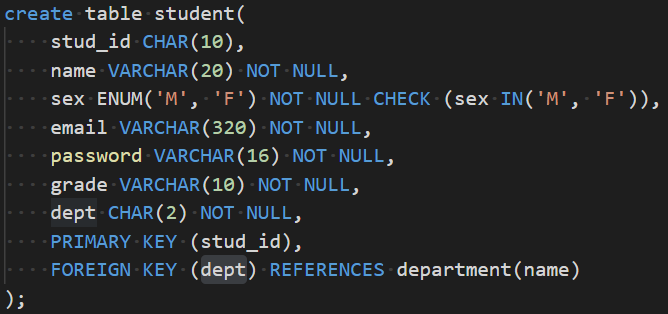 create table student(
stud_id CHAR(10),
name VARCHAR(20) NOT NULL,
sex ENUM('M', 'F') NOT NULL CHECK (sex IN('M', 'F')),
email VARCHAR(320) NOT NULL,
password VARCHAR(16) NOT NULL,
grade VARCHAR(10) NOT NULL,
dept CHAR(2) NOT NULL,
PRIMARY KEY (stud_id),
FOREIGN KEY (dept) REFERENCES department(name)
);